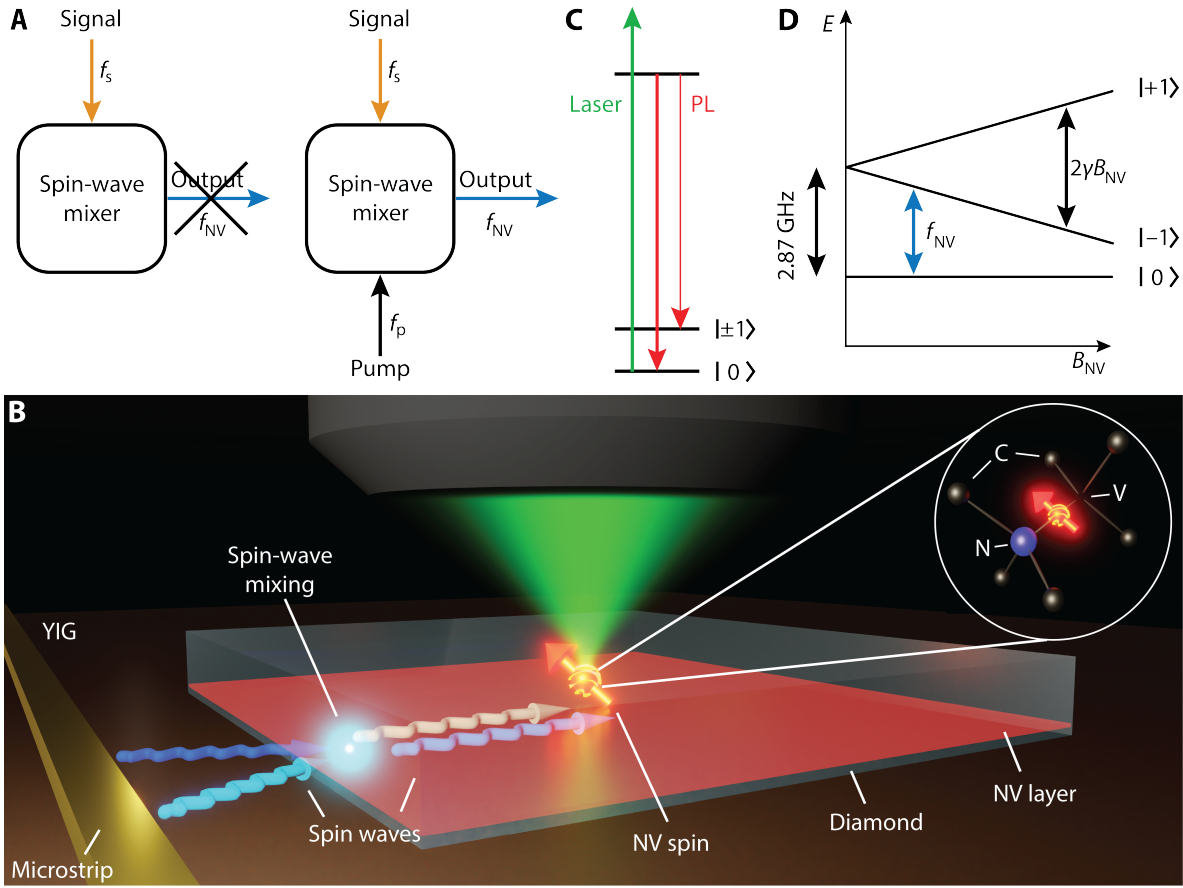 A
Signal
fs
Spin-wave
mixer
Output
fNV
Signal
fs
Spin-wave
mixer
Output
fNV
fp
Pump
C
Laser
PL
|±1⟩
|0⟩
D
E
|+1⟩
2γBNV
2.87 GHz
fNV
|−1⟩
|0⟩
BNV
B
C
V
N
Spin-wave
mixing
YIG
Spin waves
NV spin
Diamond
NV layer
Microstrip